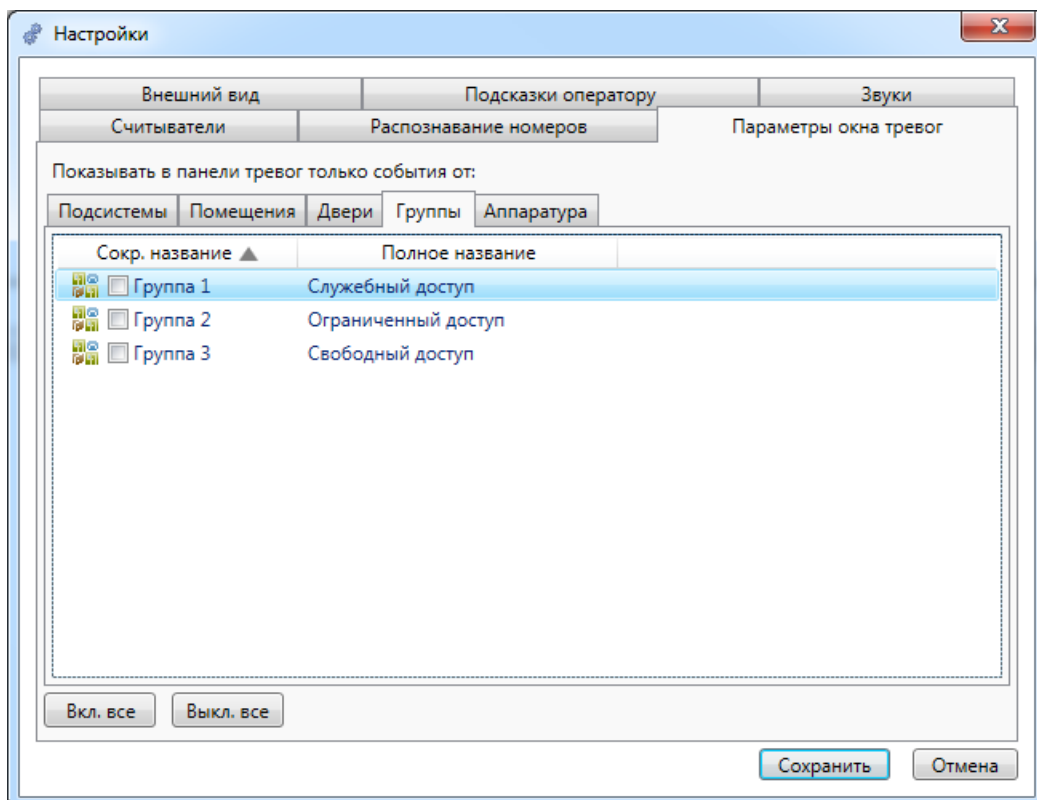 Настройки
Внешний вид Подсказки оператору Звуки
Считыватели Распознавание номеров Параметры окна тревог
Показывать в панели тревог только события от:
Подсистемы Помещения Двери Группы Аппаратура
Сокр. название Полное название
Группа 1 Служебный доступ
Группа 2 Ограниченный доступ
Группа 3 Свободный доступ
Вкл. все Выкл. все
Сохранить Отмена